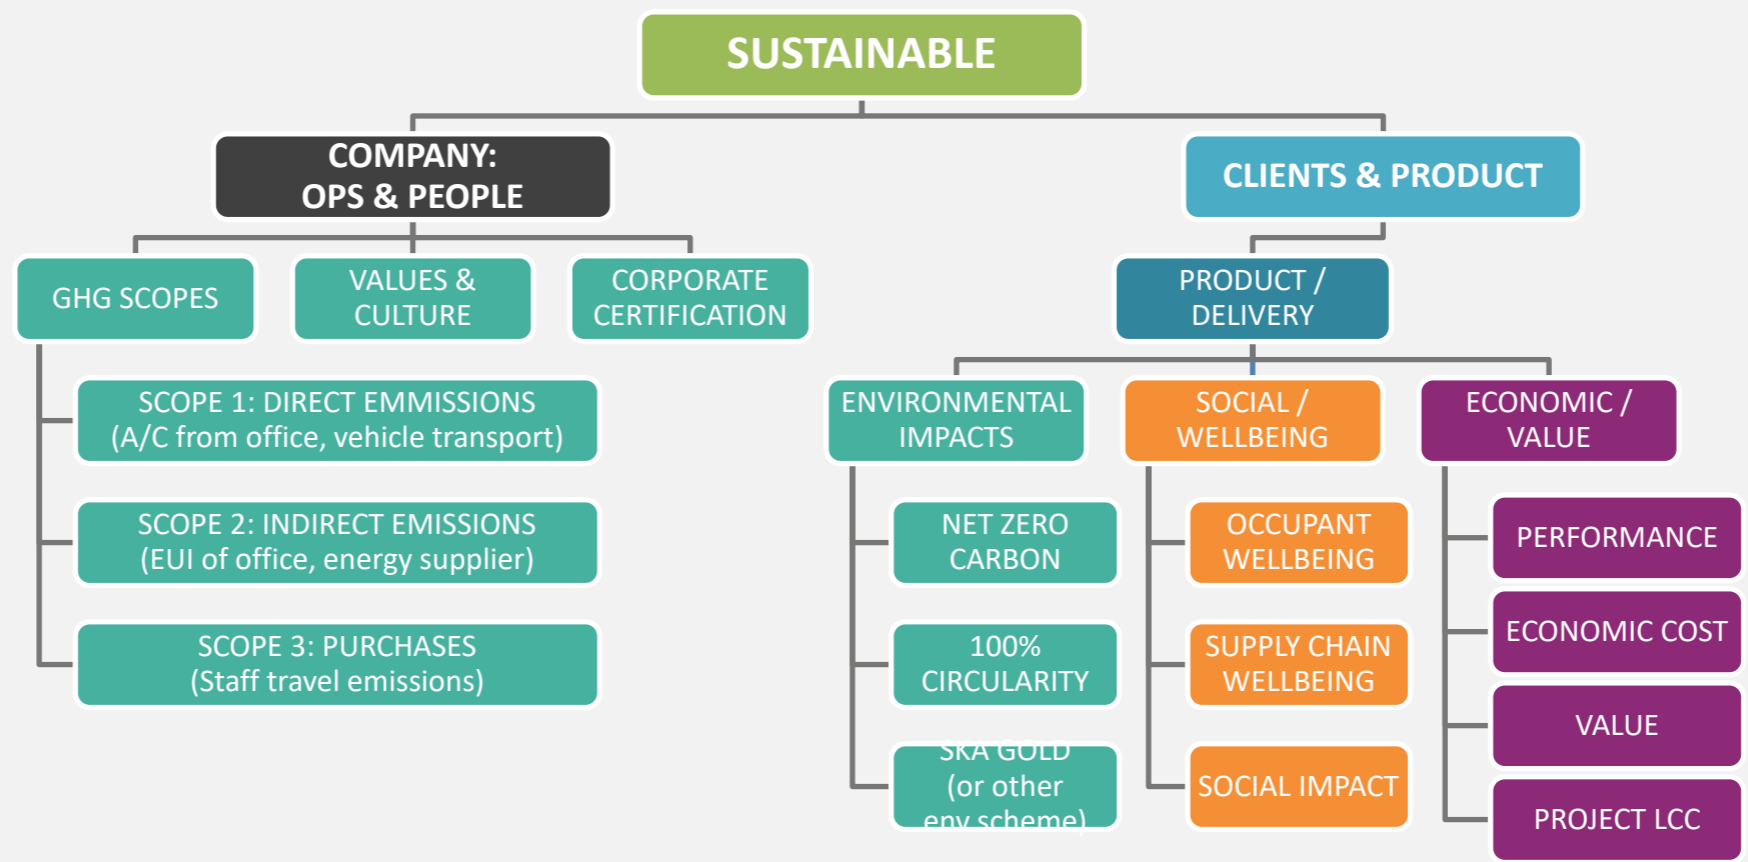 SUSTAINABLE
COMPANY:
OPS & PEOPLE
CLIENTS & PRODUCT
GHG SCOPES
VALUES &
CULTURE
CORPORATE
CERTIFICATION
PRODUCT /
DELIVERY
SCOPE 1: DIRECT EMMISSIONS
(A/C from office, vehicle transport)
SCOPE 2: INDIRECT EMISSIONS
(EUI of office, energy supplier)
SCOPE 3: PURCHASES
(Staff travel emissions)
ENVIRONMENTAL
IMPACTS
NET ZERO
CARBON
100%
CIRCULARITY
SKA GOLD
(or other
env scheme)
SOCIAL /
WELLBEING
OCCUPANT
WELLBEING
SUPPLY CHAIN
WELLBEING
SOCIAL IMPACT
ECONOMIC /
VALUE
PERFORMANCE
ECONOMIC COST
VALUE
PROJECT LCC